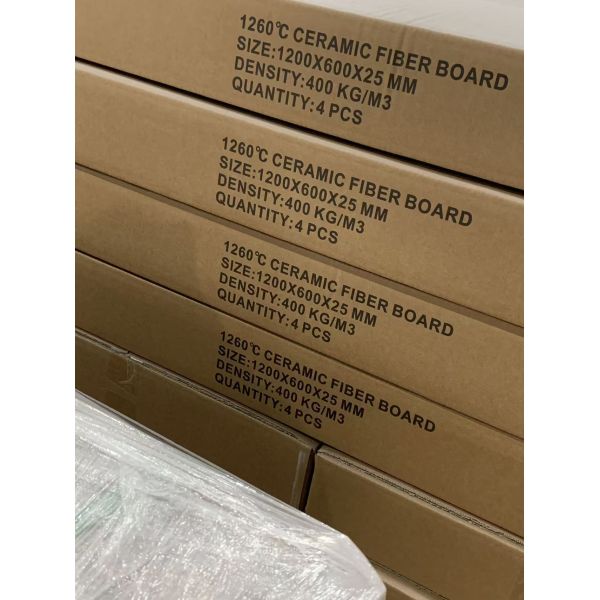 1260℃ CERAMIC FIBER BOARD
SIZE:1200X600X25 MM
DENSITY:400 KG/M3
QUANTITY:4 PCS
1260℃ CERAMIC FIBER BOARD
SIZE:1200X600X25 MM
DENSITY:400 KG/M3
QUANTITY:4 PCS
1260℃ CERAMIC FIBER BOARD
SIZE:1200X600X25 MM
DENSITY:400 KG/M3
QUANTITY:4 PCS
1260℃ CERAMIC FIBER BOARD
SIZE:1200X600X25 MM
DENSITY:400 KG/M3
QUANTITY:4 PCS